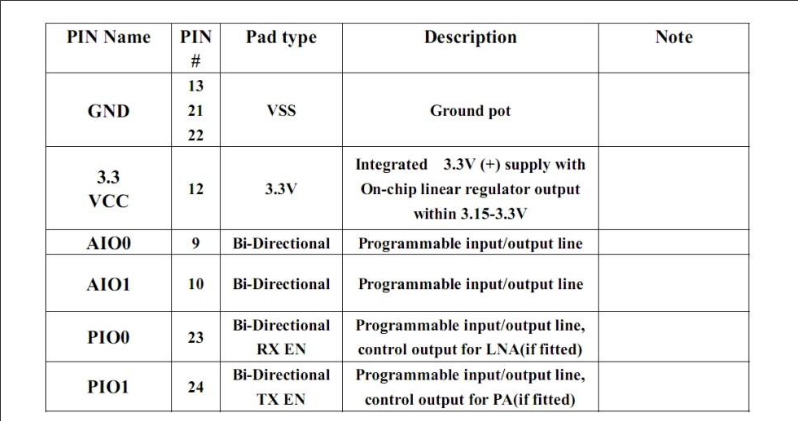 PIN Name PIN # Pad type Description Note
GND 13 21 22 VSS Ground pot
3.3 VCC 12 3.3V Integrated 3.3V (+) supply with On-chip linear regulator output within 3.15-3.3V
AIO0 9 Bi-Directional Programmable input/output line
AIO1 10 Bi-Directional Programmable input/output line
PIO0 23 Bi-Directional RX EN Programmable input/output line, control output for LNA(if fitted)
PIO1 24 Bi-Directional TX EN Programmable input/output line, control output for PA(if fitted)